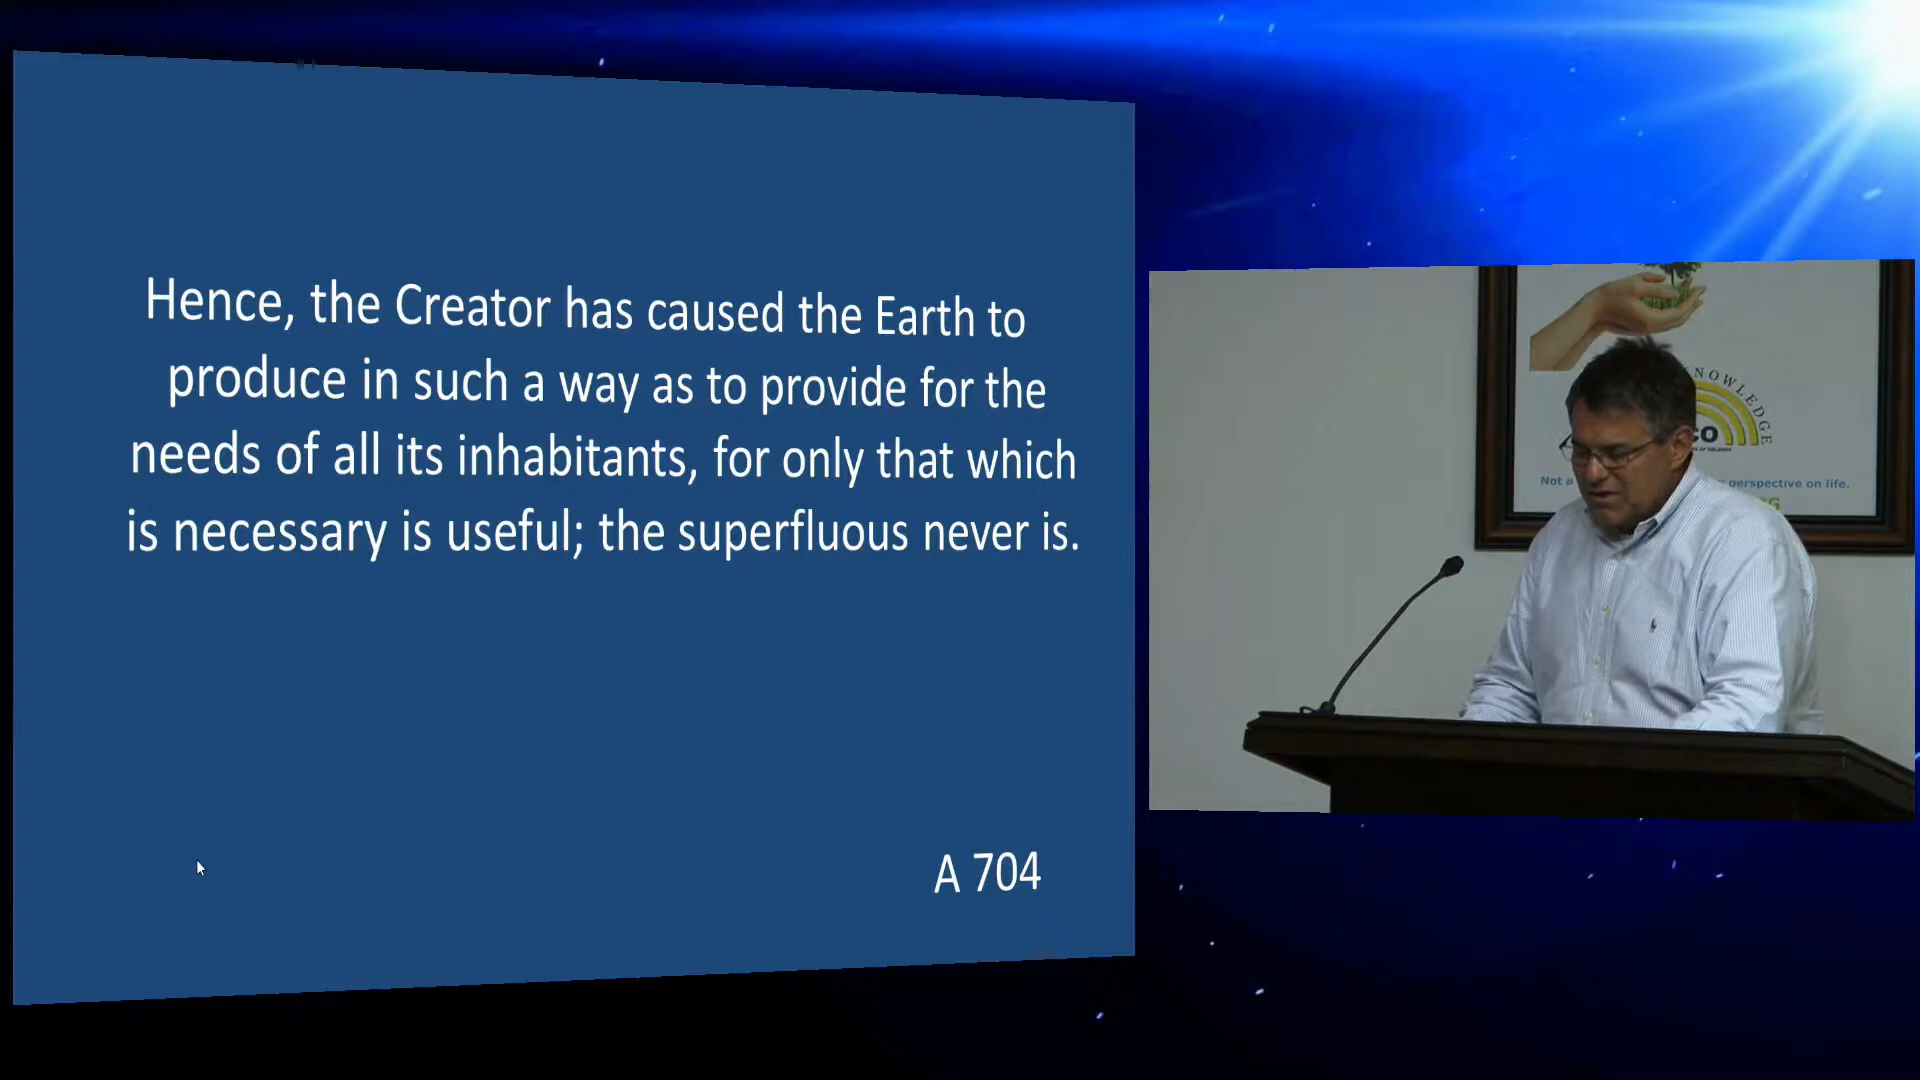 Hence, the Creator has caused the Earth to
produce in such a way as to provide for the
needs of all its inhabitants, for only that which
is necessary is useful; the superfluous never is.
A 704
NOWLEDGE
co
Not a
perspective on life.